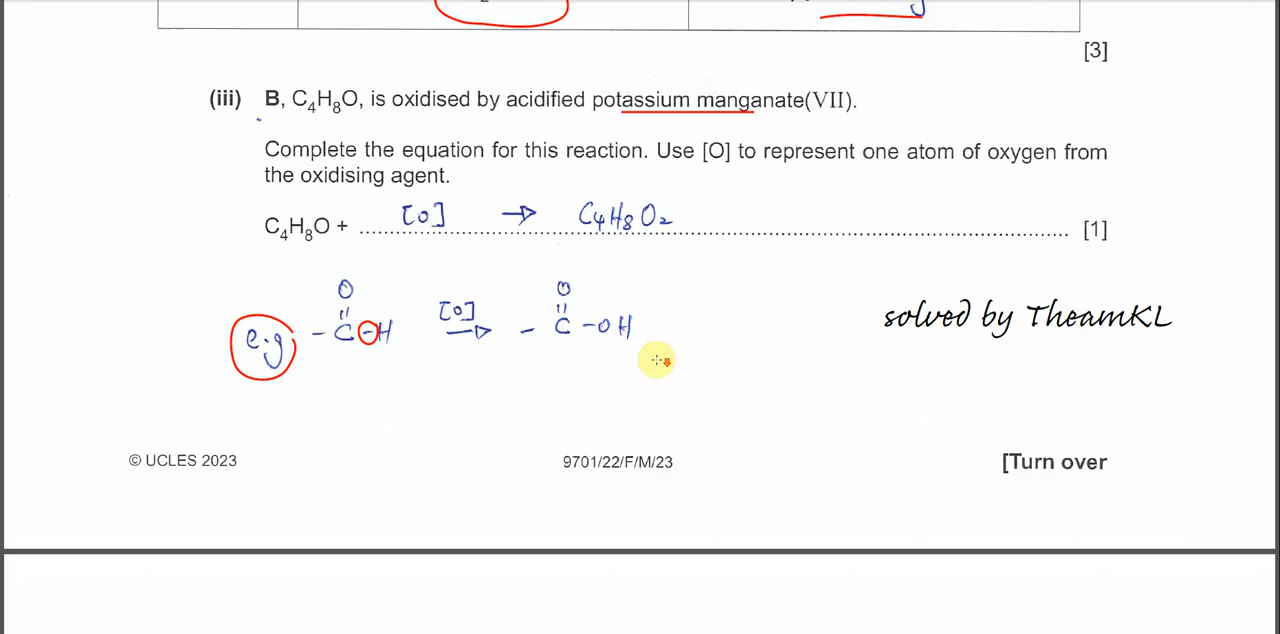 [3]
(iii) B, C₄H₈O, is oxidised by acidified potassium manganate(VII).
Complete the equation for this reaction. Use [O] to represent one atom of oxygen from
the oxidising agent.
C₄H₈O + [O] → C₄H₈O₂ [1]
O [O] O
e.g – C – H → – C – OH
solved by TheamKL
© UCLES 2023 9701/22/F/M/23 [Turn over